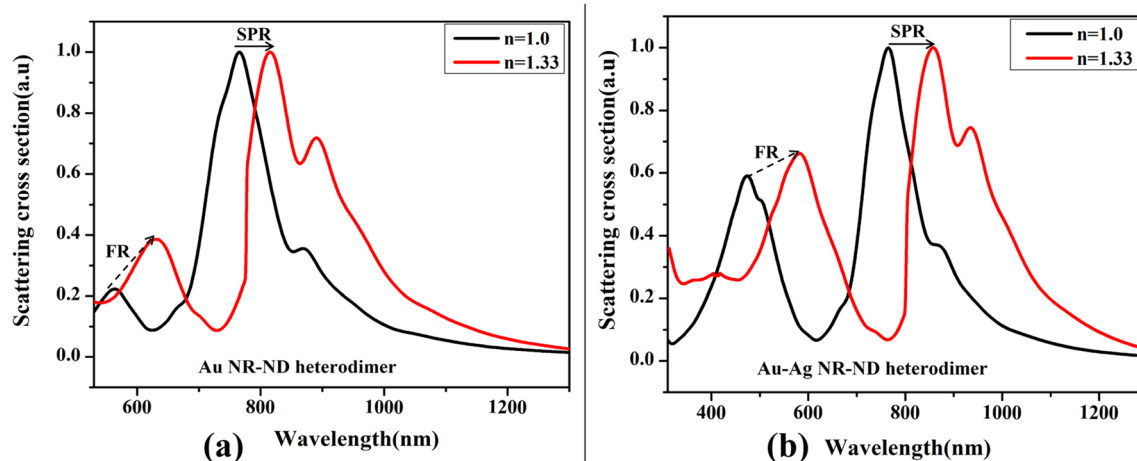 SPR
n=1.0
n=1.33
1.0
0.8
0.6
0.4
0.2
0.0
FR
Scattering cross section(a.u)
Au NR-ND heterodimer
600
800
1000
1200
(a)
Wavelength(nm)
SPR
n=1.0
n=1.33
1.0
0.8
0.6
0.4
0.2
0.0
FR
Scattering cross section(a.u)
Au-Ag NR-ND heterodimer
400
600
800
1000
1200
(b)
Wavelength(nm)